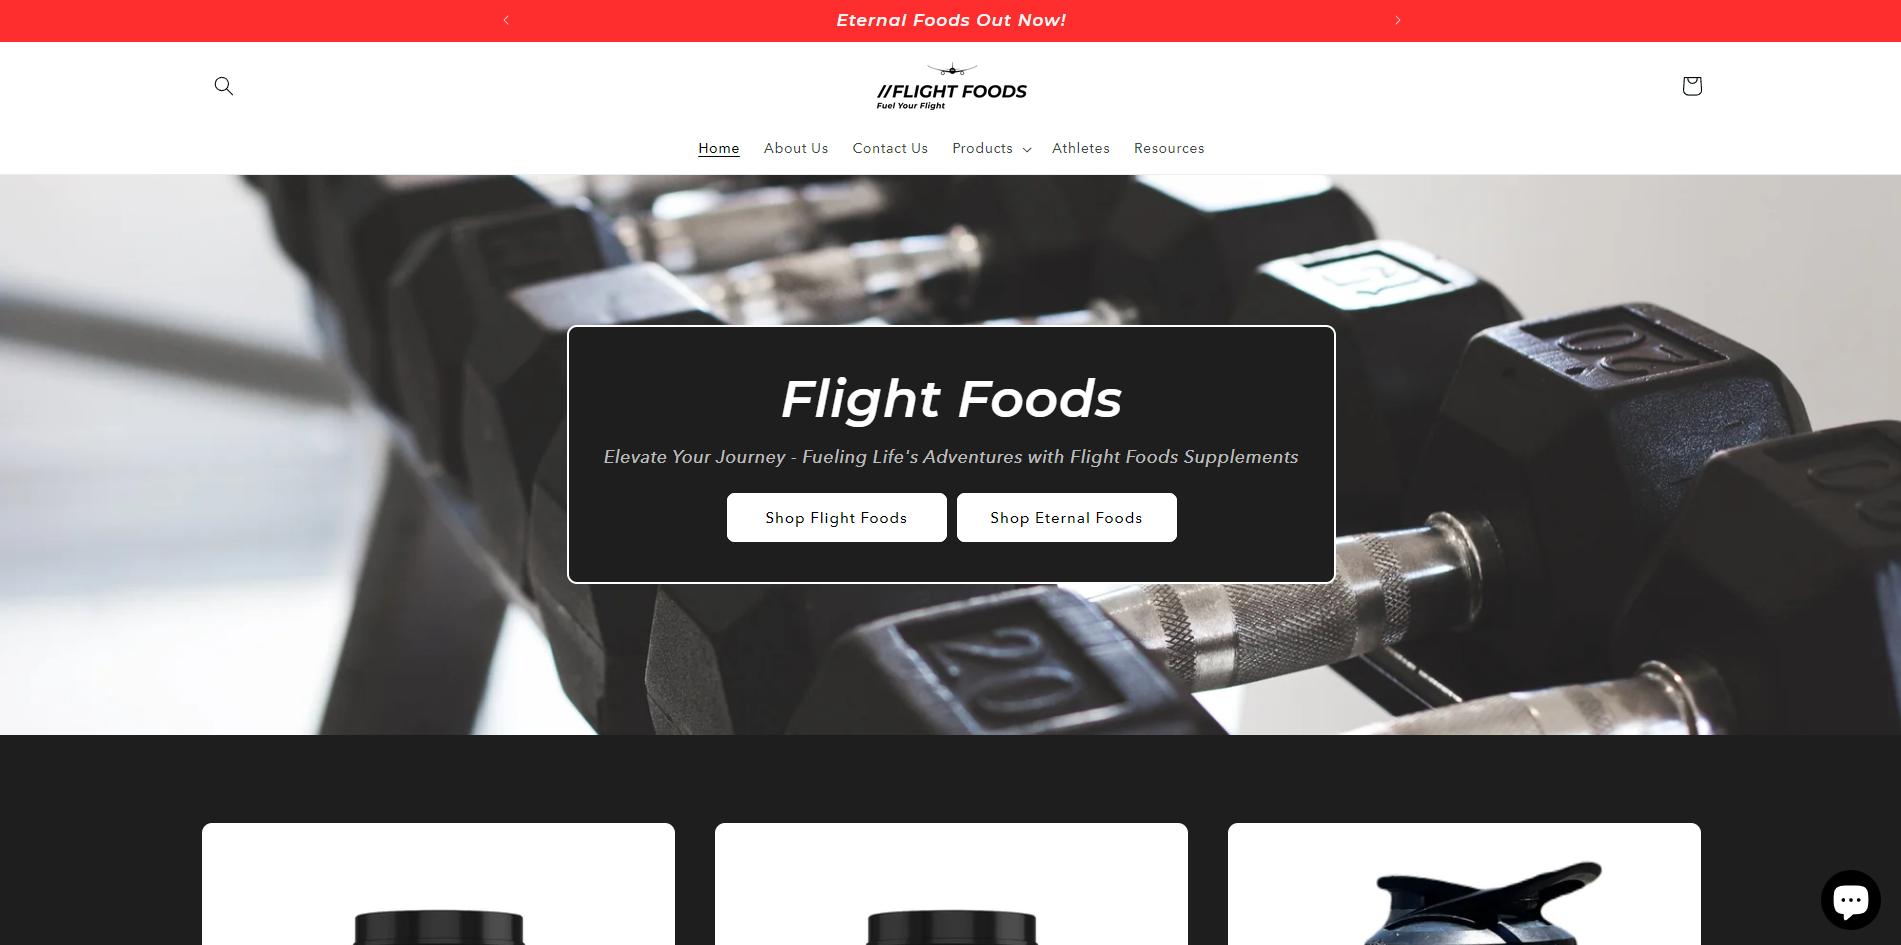 Eternal Foods Out Now!
//FLIGHT FOODS
Fuel Your Flight
Home About Us Contact Us Products Athletes Resources
Flight Foods
Elevate Your Journey - Fueling Life's Adventures with Flight Foods Supplements
Shop Flight Foods Shop Eternal Foods
20
20